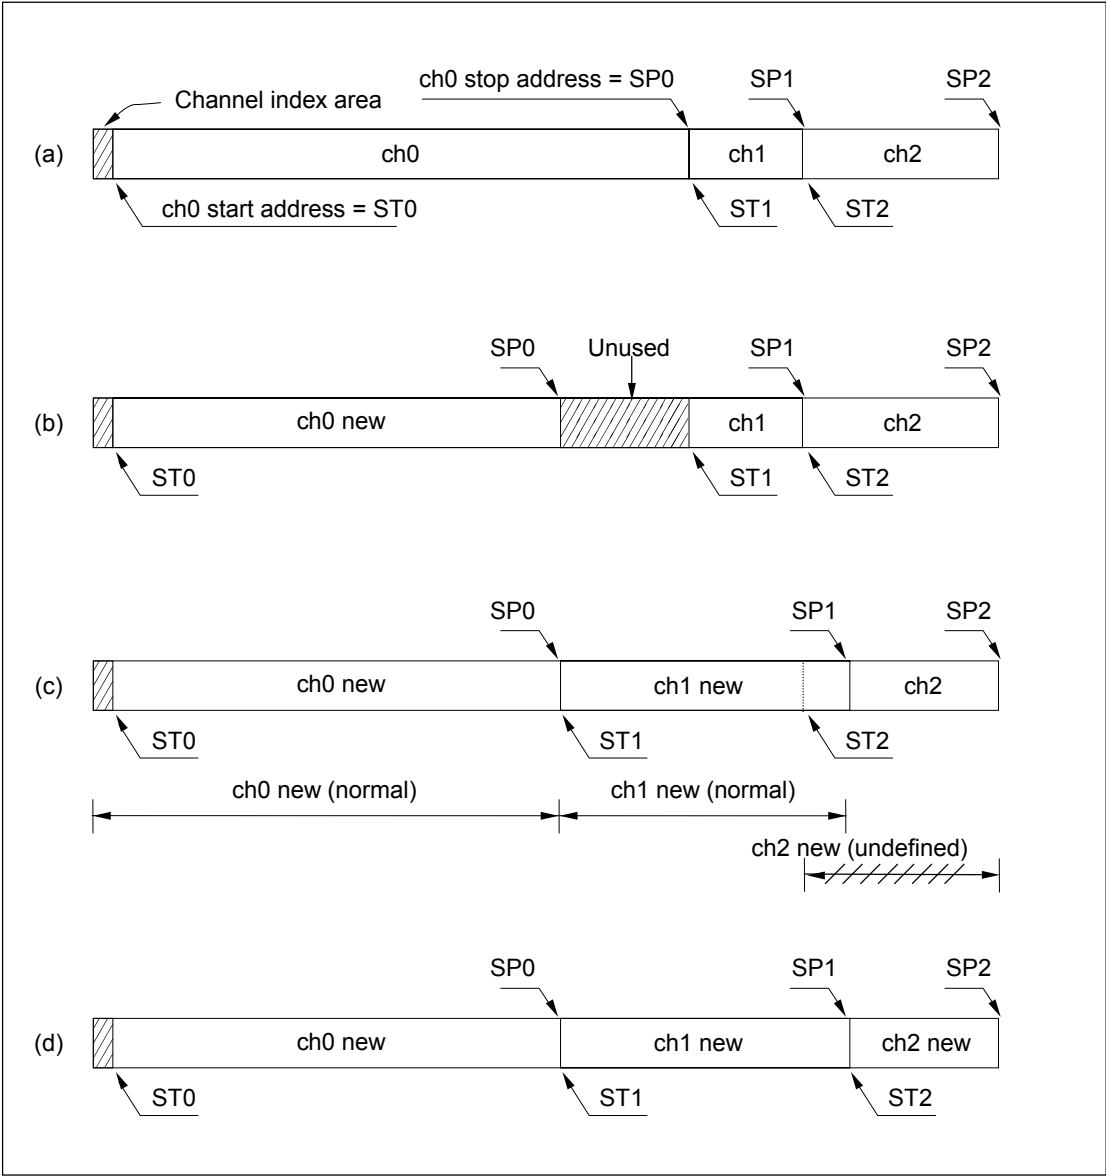 ch0 stop address = SP0
SP1
SP2
Channel index area
(a)
ch0
ch1
ch2
ch0 start address = ST0
ST1
ST2
SP0
Unused
SP1
SP2
(b)
ch0 new
ch1
ch2
ST0
ST1
ST2
SP0
SP1
SP2
(c)
ch0 new
ch1 new
ch2
ST0
ST1
ST2
ch0 new (normal)
ch1 new (normal)
ch2 new (undefined)
SP0
SP1
SP2
(d)
ch0 new
ch1 new
ch2 new
ST0
ST1
ST2